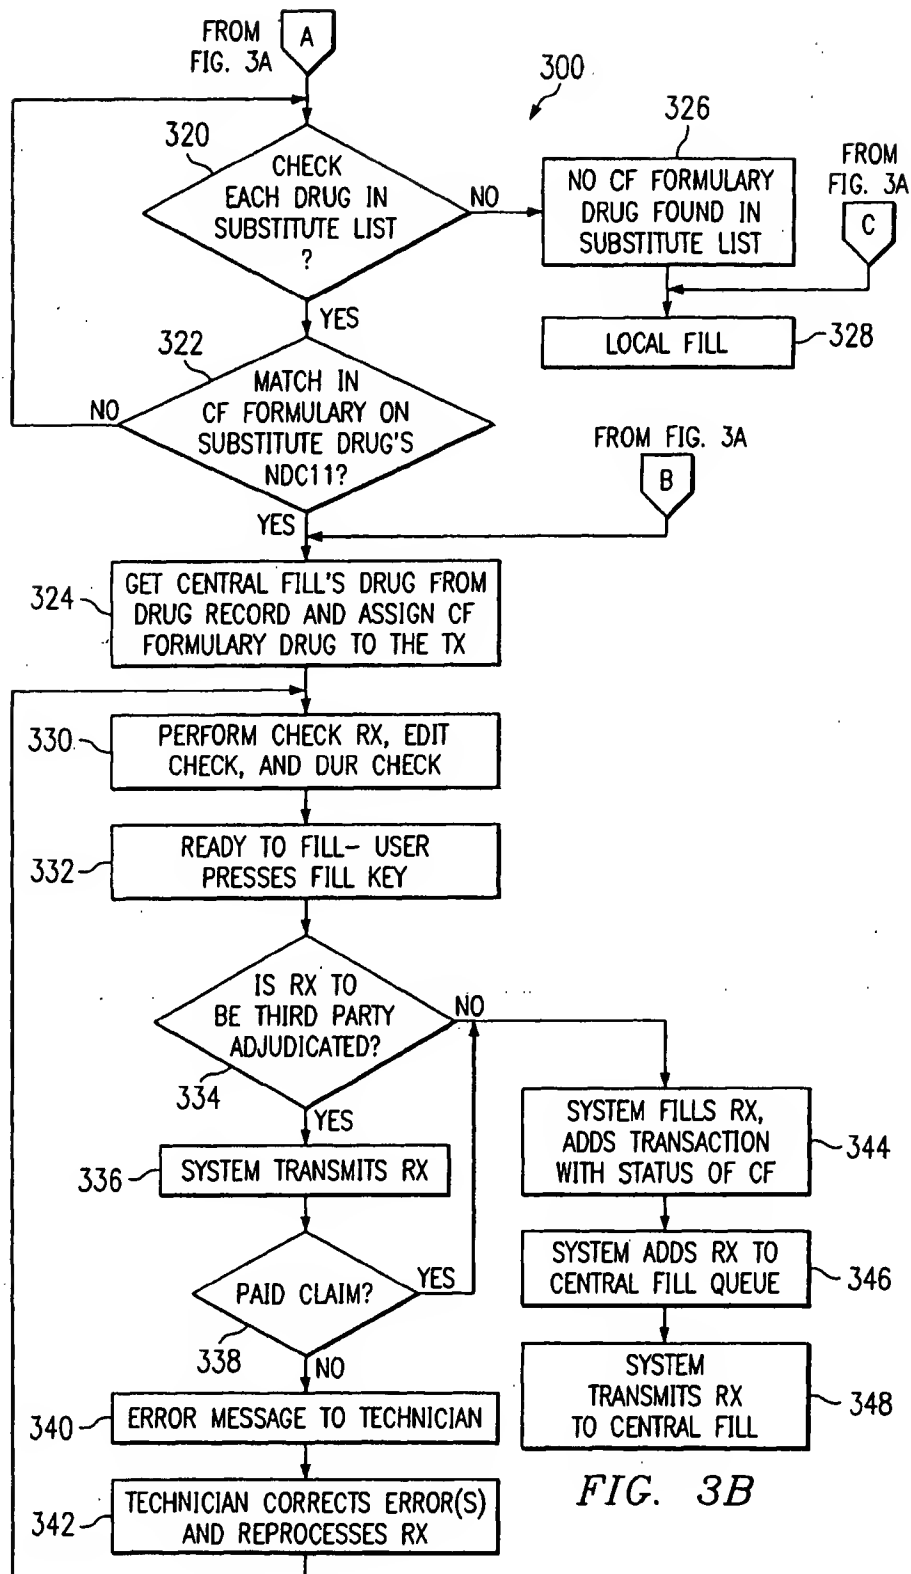 FROM
FIG. 3A
A
300
320
CHECK
EACH DRUG IN
SUBSTITUTE LIST
?
NO
326
NO CF FORMULARY
DRUG FOUND IN
SUBSTITUTE LIST
FROM
FIG. 3A
C
YES
LOCAL FILL
328
322
MATCH IN
CF FORMULARY ON
SUBSTITUTE DRUG'S
NDC11?
NO
FROM FIG. 3A
B
YES
324
GET CENTRAL FILL'S DRUG FROM
DRUG RECORD AND ASSIGN CF
FORMULARY DRUG TO THE TX
330
PERFORM CHECK RX, EDIT
CHECK, AND DUR CHECK
332
READY TO FILL– USER
PRESSES FILL KEY
IS RX TO
BE THIRD PARTY
ADJUDICATED?
NO
334
YES
336
SYSTEM TRANSMITS RX
PAID CLAIM?
YES
338
NO
340
ERROR MESSAGE TO TECHNICIAN
342
TECHNICIAN CORRECTS ERROR(S)
AND REPROCESSES RX
SYSTEM FILLS RX,
ADDS TRANSACTION
WITH STATUS OF CF
344
SYSTEM ADDS RX TO
CENTRAL FILL QUEUE
346
SYSTEM
TRANSMITS RX
TO CENTRAL FILL
348
FIG. 3B